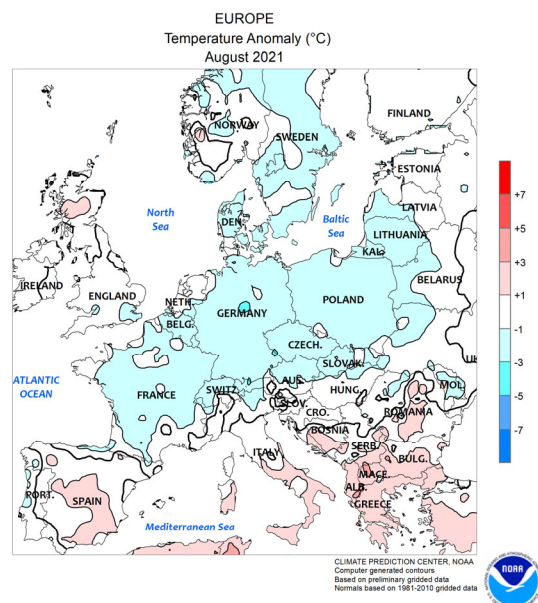 EUROPE
Temperature Anomaly (°C)
August 2021
FINLAND
NORWAY
SWEDEN
ESTONIA
North
Sea
LATVIA
DEN.
Baltic
Sea
LITHUANIA
KAL.
IRELAND
ENGLAND
NETH.
BELARUS
POLAND
GERMANY
BELG.
CZECH.
SLOVAK.
ATLANTIC
OCEAN
FRANCE
SWITZ.
AUS.
HUNG.
MOL.
SLOV.
CRO.
ROMANIA
BOSNIA
SERB.
ITALY
BULG.
MACE.
ALB.
PORT.
SPAIN
GREECE
Mediterranean Sea
+7
+5
+3
+1
-1
-3
-5
-7
CLIMATE PREDICTION CENTER, NOAA
Computer generated contours
Based on preliminary gridded data
Normals based on 1981-2010 gridded data
NOAA